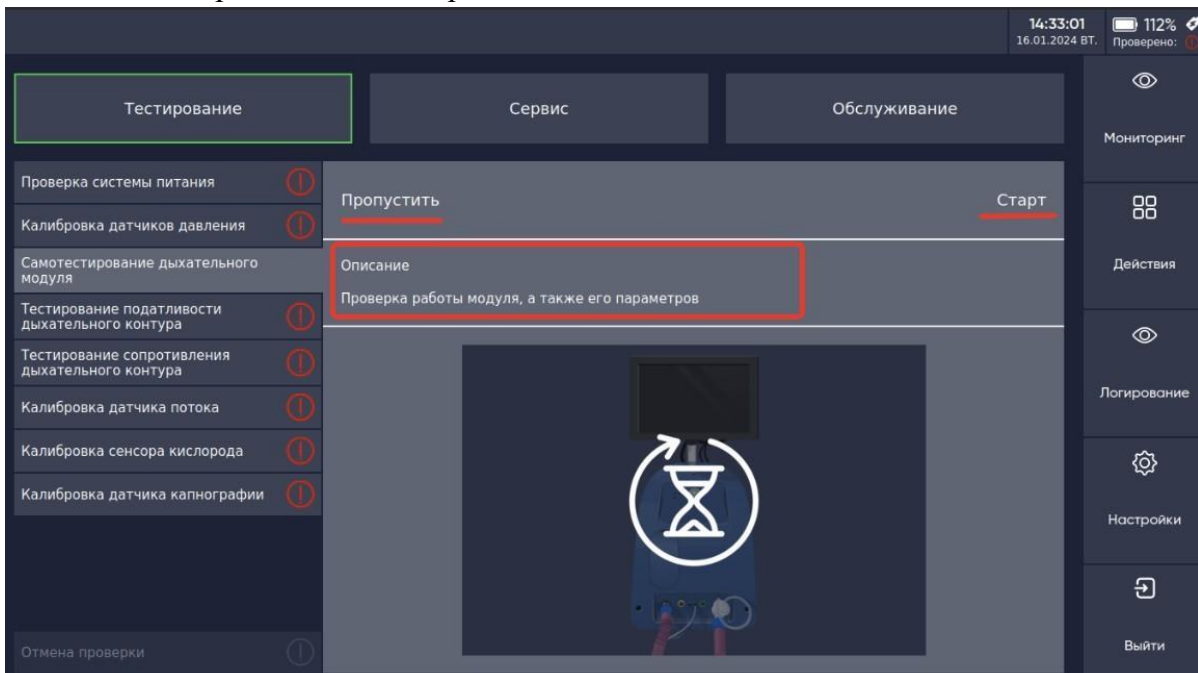 14:33:01
16.01.2024 ВТ.
112%
Проверено:
Тестирование
Сервис
Обслуживание
Мониторинг
Проверка системы питания
Калибровка датчиков давления
Самотестирование дыхательного
модуля
Тестирование податливости
дыхательного контура
Тестирование сопротивления
дыхательного контура
Калибровка датчика потока
Калибровка сенсора кислорода
Калибровка датчика капнографии
Отмена проверки
Пропустить
Старт
Описание
Проверка работы модуля, а также его параметров
Действия
Логирование
Настройки
Выйти